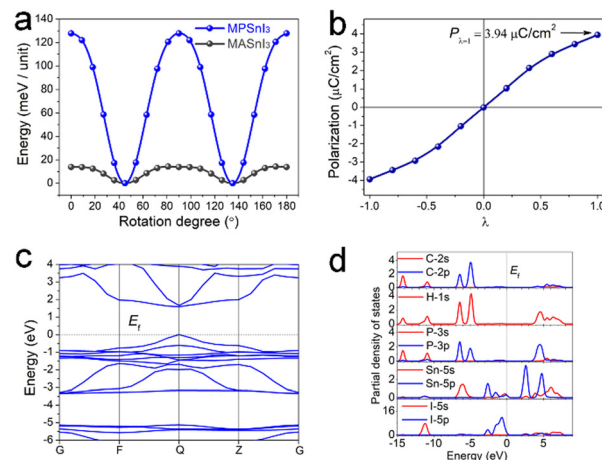 a
MPSnI₃
MASnI₃
Energy (meV / unit)
140
120
100
80
60
40
20
0
0 20 40 60 80 100 120 140 160 180
Rotation degree (°)
b
P λ=1 = 3.94 μC/cm²
Polarization (μC/cm²)
4
3
2
1
0
-1
-2
-3
-4
-1.0 -0.5 0.0 0.5 1.0
λ
c
Energy (eV)
4
3
2
1
0
-1
-2
-3
-4
-5
-6
E f
G F Q Z G
d
Partial density of states
C-2s
C-2p
E f
4
2
0
H-1s
4
2
0
P-3s
P-3p
4
2
0
Sn-5s
Sn-5p
2
0
I-5s
I-5p
16
0
-15 -10 -5 0 5
Energy (eV)